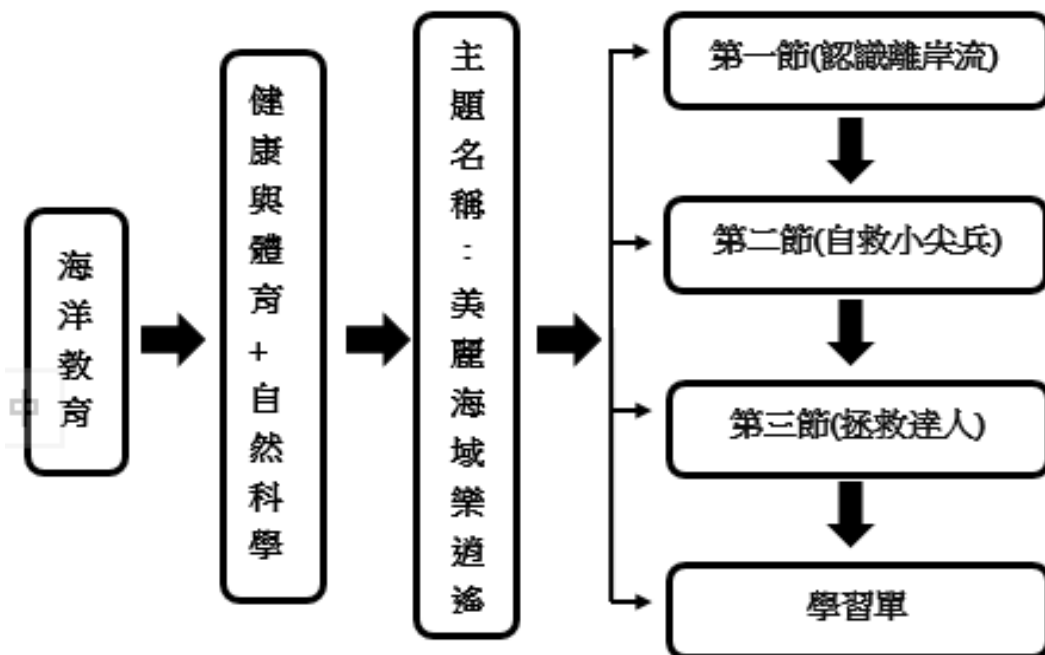 海洋教育
健康與體育+自然科學
主題名稱：美麗海域樂逍遙
第一節(認識離岸流)
第二節(自救小尖兵)
第三節(拯救達人)
學習單
中